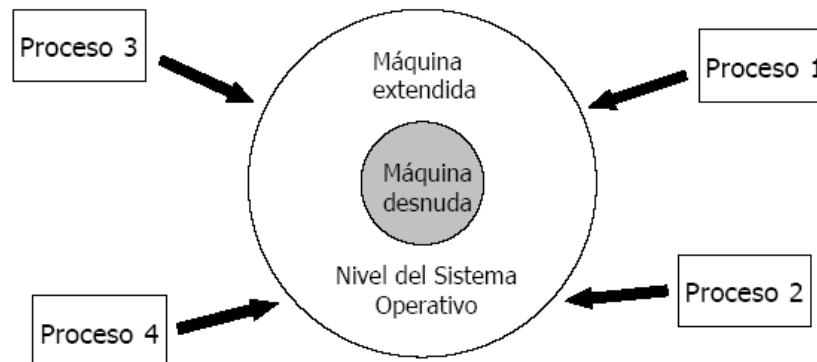 Proceso 3
Máquina
extendida
Proceso 1
Máquina
desnuda
Nivel del Sistema
Operativo
Proceso 2
Proceso 4